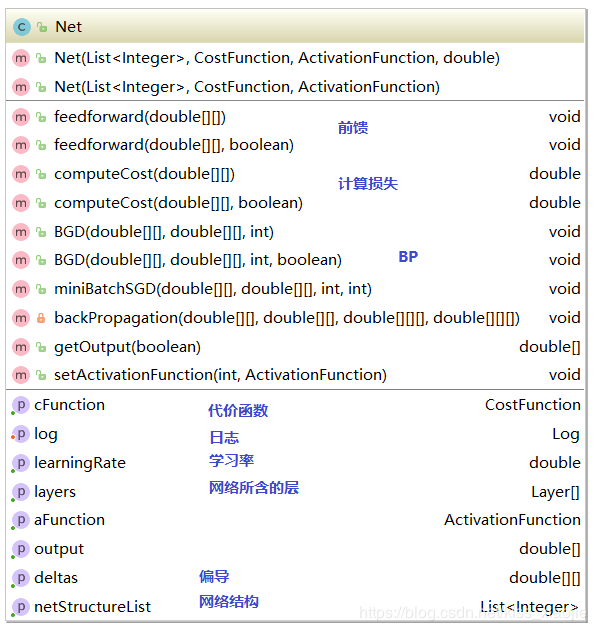 C Net
m Net(List<Integer>, CostFunction, ActivationFunction, double)
m Net(List<Integer>, CostFunction, ActivationFunction)
m feedforward(double[][]) 前馈 void
m feedforward(double[][], boolean) void
m computeCost(double[][]) 计算损失 double
m computeCost(double[][], boolean) double
m BGD(double[][], double[][], int) void
m BGD(double[][], double[][], int, boolean) BP void
m miniBatchSGD(double[][], double[][], int, int) void
m backPropagation(double[][], double[][], double[][][], double[][][]) void
m getOutput(boolean) double[]
m setActivationFunction(int, ActivationFunction) void
p cFunction 代价函数 CostFunction
p log 日志 Log
p learningRate 学习率 double
p layers 网络所含的层 Layer[]
p aFunction ActivationFunction
p output double[]
p deltas 偏导 double[][]
p netStructureList 网络结构 List<Integer>